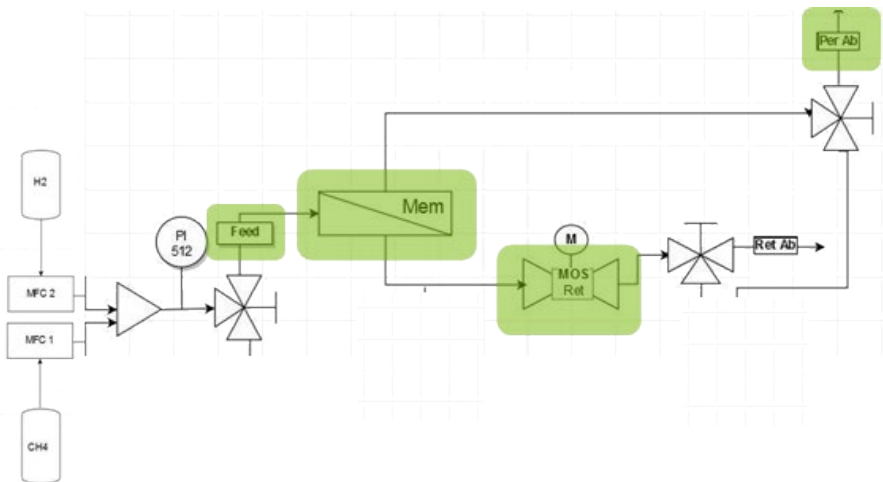 Per Ab
H2
Mem
PI
512
Feed
M
Ret Ab
MOS
Ret
MFC 2
MFC 1
CH4